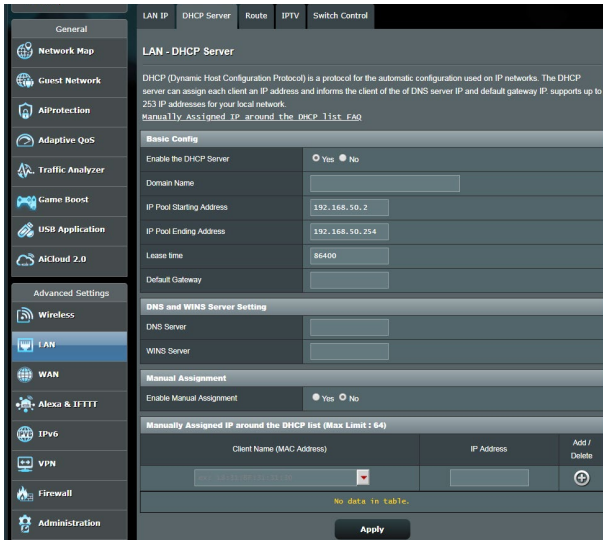 LAN IP DHCP Server Route IPTV Switch Control
General
Network Map
Guest Network
AiProtection
Adaptive QoS
Traffic Analyzer
Game Boost
USB Application
AiCloud 2.0
Advanced Settings
Wireless
LAN
WAN
Alexa & IFTTT
IPv6
VPN
Firewall
Administration
LAN - DHCP Server
DHCP (Dynamic Host Configuration Protocol) is a protocol for the automatic configuration used on IP networks. The DHCP
server can assign each client an IP address and informs the client of the of DNS server IP and default gateway IP. supports up to
253 IP addresses for your local network.
Manually Assigned IP around the DHCP list FAQ
Basic Config
Enable the DHCP Server Yes No
Domain Name
IP Pool Starting Address 192.168.50.2
IP Pool Ending Address 192.168.50.254
Lease time 86400
Default Gateway
DNS and WINS Server Setting
DNS Server
WINS Server
Manual Assignment
Enable Manual Assignment Yes No
Manually Assigned IP around the DHCP list (Max Limit : 64)
Client Name (MAC Address) IP Address Add /
Delete
No data in table.
Apply